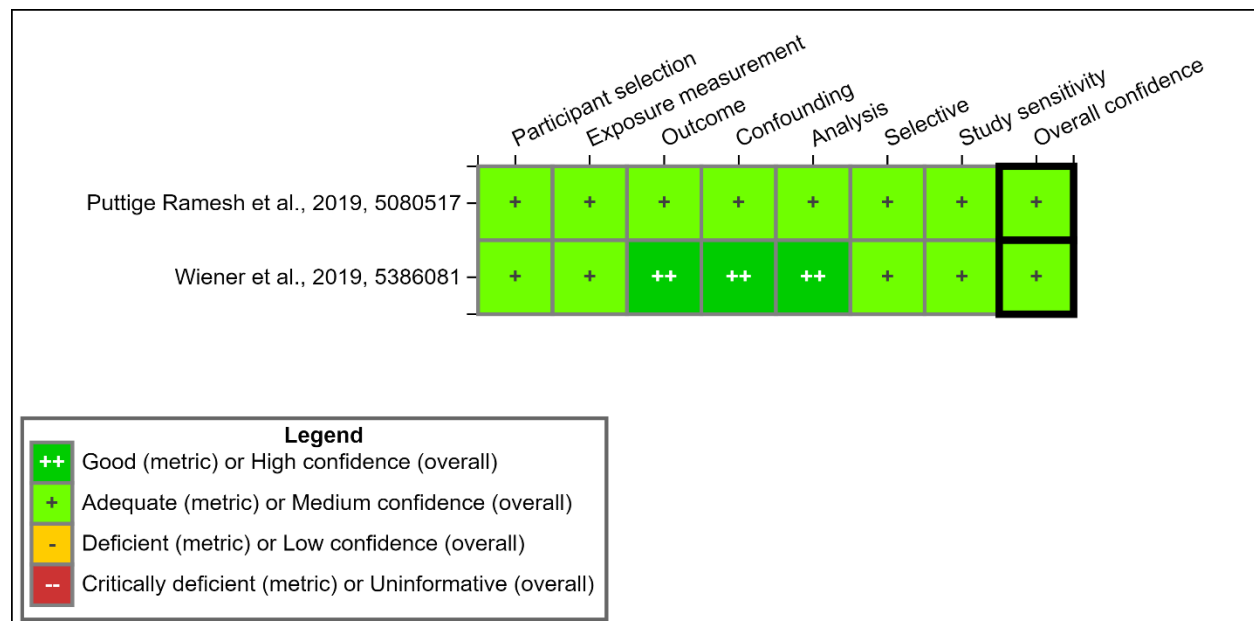 Participant selection
Exposure measurement
Outcome
Confounding
Analysis
Selective
Study sensitivity
Overall confidence
Puttige Ramesh et al., 2019, 5080517
+ + + + + + + +
Wiener et al., 2019, 5386081
+ + ++ ++ ++ + + +
Legend
++ Good (metric) or High confidence (overall)
+ Adequate (metric) or Medium confidence (overall)
- Deficient (metric) or Low confidence (overall)
-- Critically deficient (metric) or Uninformative (overall)